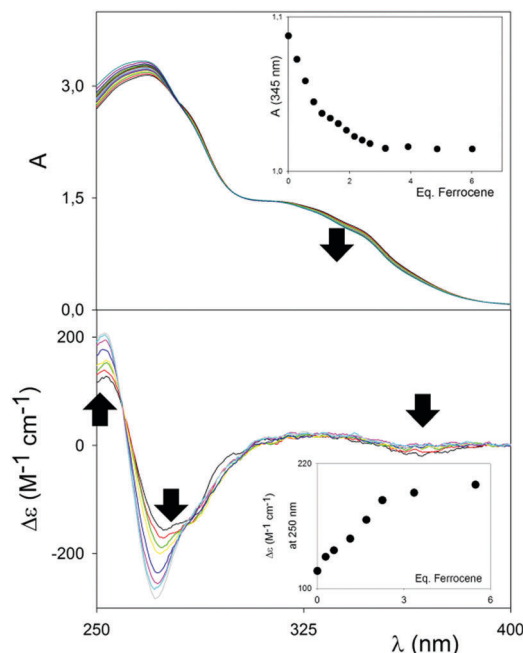 1,1
A (345 nm)
1,0
0
2
4
6
Eq. Ferrocene
3,0
A
1,5
0,0
200
0
-200
Δε (M⁻¹ cm⁻¹)
220
Δε (M⁻¹ cm⁻¹)
at 250 nm
Eq. Ferrocene
100
0
3
6
250
325
400
λ (nm)